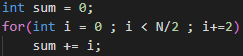 int sum = 0;
for(int i = 0 ; i < N/2 ; i+=2)
    sum += i;